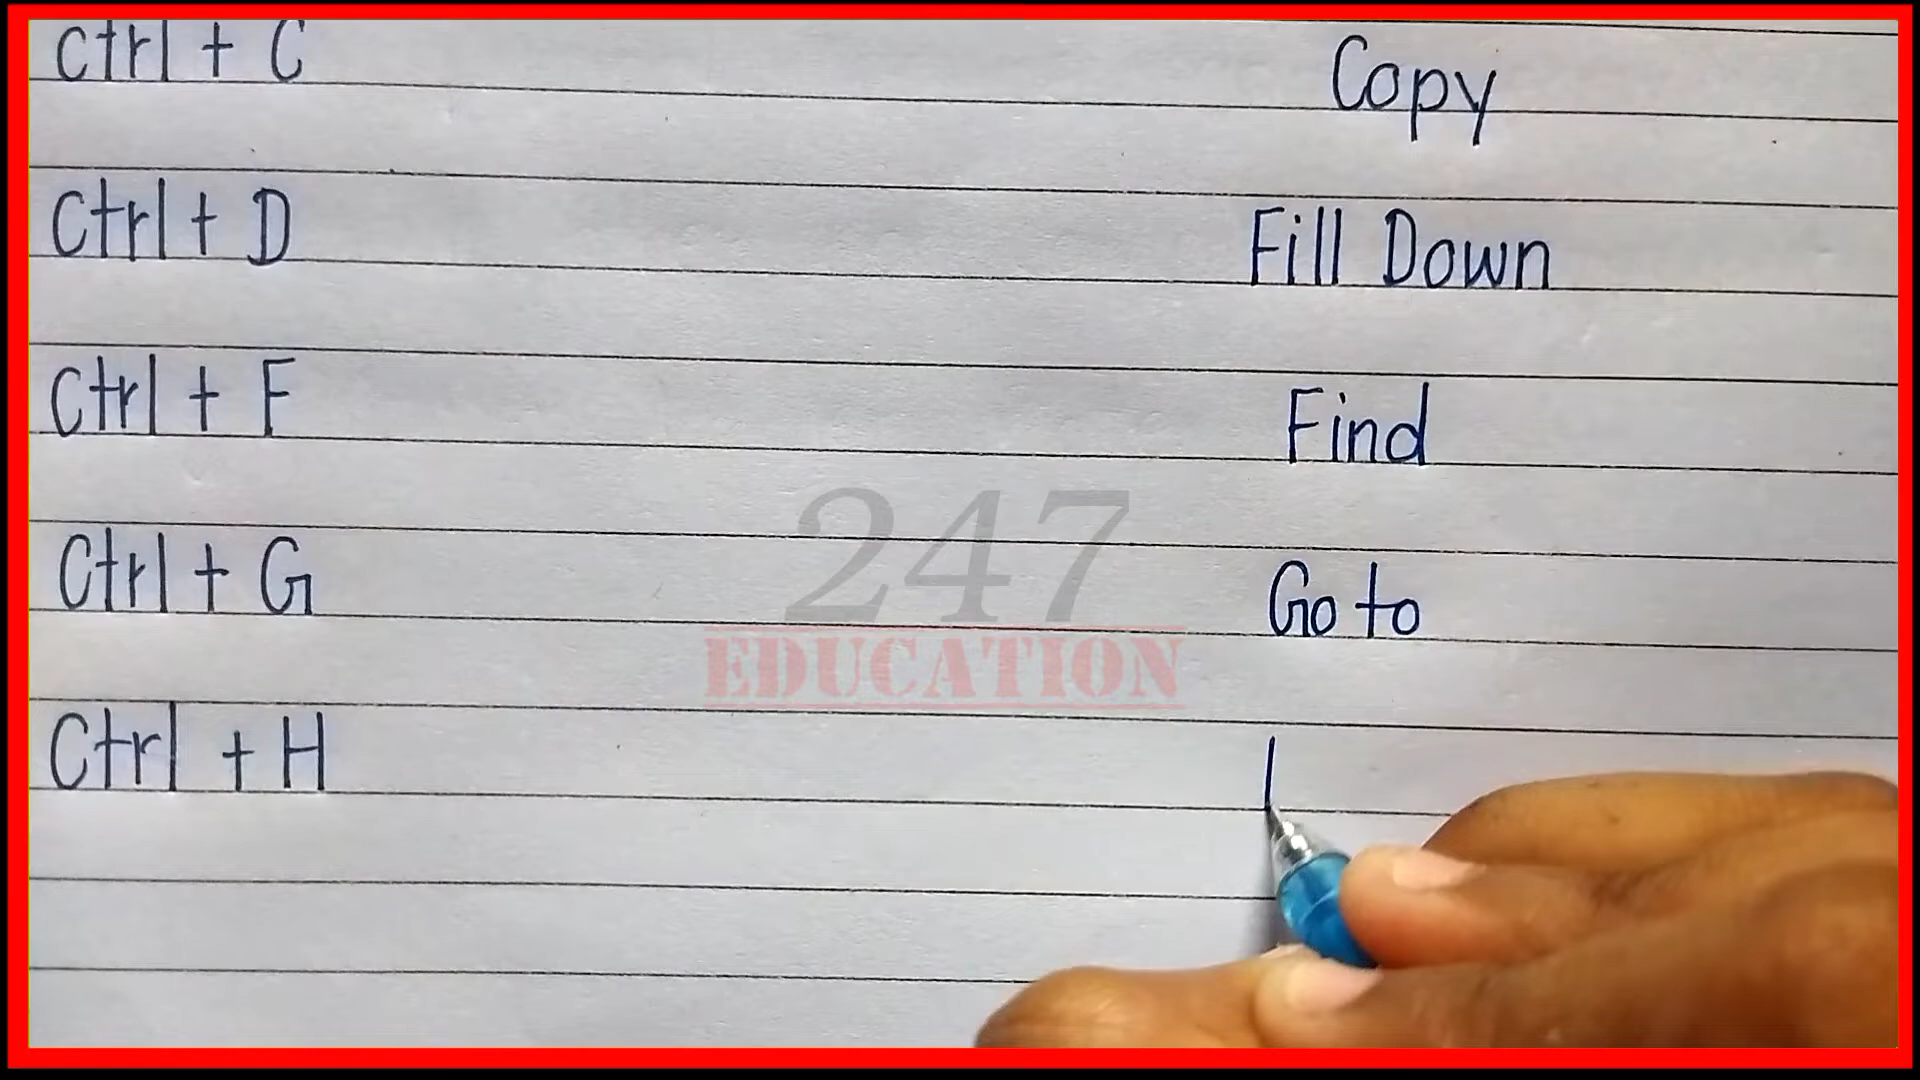 Ctrl + C Copy
Ctrl + D Fill Down
Ctrl + F Find
Ctrl + G Go to
247
EDUCATION
Ctrl + H